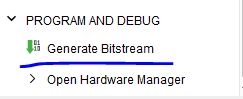 PROGRAM AND DEBUG
Generate Bitstream
Open Hardware Manager